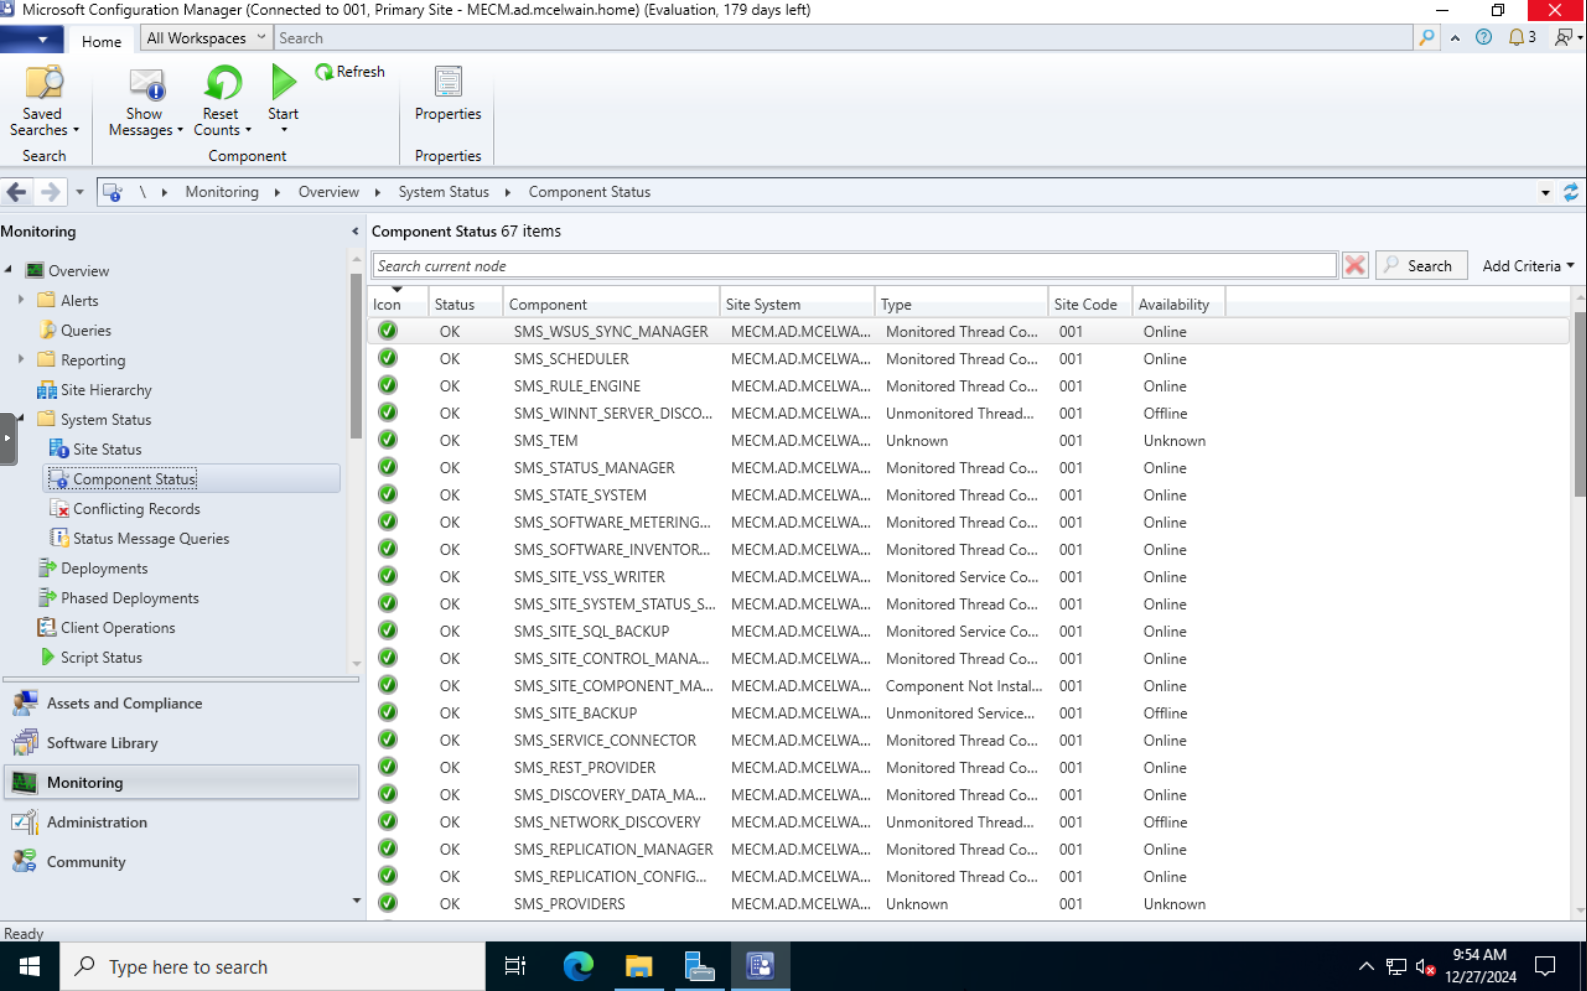 Microsoft Configuration Manager (Connected to 001, Primary Site - MECM.ad.mcelwain.home) (Evaluation, 179 days left)
Home All Workspaces Search 3
Saved Searches
Show Messages
Reset Counts
Start
Refresh
Properties
Search Component Properties
\ Monitoring Overview System Status Component Status
Monitoring
Overview
Alerts
Queries
Reporting
Site Hierarchy
System Status
Site Status
Component Status
Conflicting Records
Status Message Queries
Deployments
Phased Deployments
Client Operations
Script Status
Assets and Compliance
Software Library
Monitoring
Administration
Community
Component Status 67 items
Search current node Search Add Criteria
Icon Status Component Site System Type Site Code Availability
OK SMS_WSUS_SYNC_MANAGER MECM.AD.MCELWA... Monitored Thread Co... 001 Online
OK SMS_SCHEDULER MECM.AD.MCELWA... Monitored Thread Co... 001 Online
OK SMS_RULE_ENGINE MECM.AD.MCELWA... Monitored Thread Co... 001 Online
OK SMS_WINNT_SERVER_DISCO... MECM.AD.MCELWA... Unmonitored Thread... 001 Offline
OK SMS_TEM MECM.AD.MCELWA... Unknown 001 Unknown
OK SMS_STATUS_MANAGER MECM.AD.MCELWA... Monitored Thread Co... 001 Online
OK SMS_STATE_SYSTEM MECM.AD.MCELWA... Monitored Thread Co... 001 Online
OK SMS_SOFTWARE_METERING... MECM.AD.MCELWA... Monitored Thread Co... 001 Online
OK SMS_SOFTWARE_INVENTOR... MECM.AD.MCELWA... Monitored Thread Co... 001 Online
OK SMS_SITE_VSS_WRITER MECM.AD.MCELWA... Monitored Service Co... 001 Online
OK SMS_SITE_SYSTEM_STATUS_S... MECM.AD.MCELWA... Monitored Thread Co... 001 Online
OK SMS_SITE_SQL_BACKUP MECM.AD.MCELWA... Monitored Service Co... 001 Online
OK SMS_SITE_CONTROL_MANA... MECM.AD.MCELWA... Monitored Thread Co... 001 Online
OK SMS_SITE_COMPONENT_MA... MECM.AD.MCELWA... Component Not Instal... 001 Online
OK SMS_SITE_BACKUP MECM.AD.MCELWA... Unmonitored Service... 001 Offline
OK SMS_SERVICE_CONNECTOR MECM.AD.MCELWA... Monitored Thread Co... 001 Online
OK SMS_REST_PROVIDER MECM.AD.MCELWA... Monitored Thread Co... 001 Online
OK SMS_DISCOVERY_DATA_MA... MECM.AD.MCELWA... Monitored Thread Co... 001 Online
OK SMS_NETWORK_DISCOVERY MECM.AD.MCELWA... Unmonitored Thread... 001 Offline
OK SMS_REPLICATION_MANAGER MECM.AD.MCELWA... Monitored Thread Co... 001 Online
OK SMS_REPLICATION_CONFIG... MECM.AD.MCELWA... Monitored Thread Co... 001 Online
OK SMS_PROVIDERS MECM.AD.MCELWA... Unknown 001 Unknown
Ready
Type here to search
9:54 AM
12/27/2024